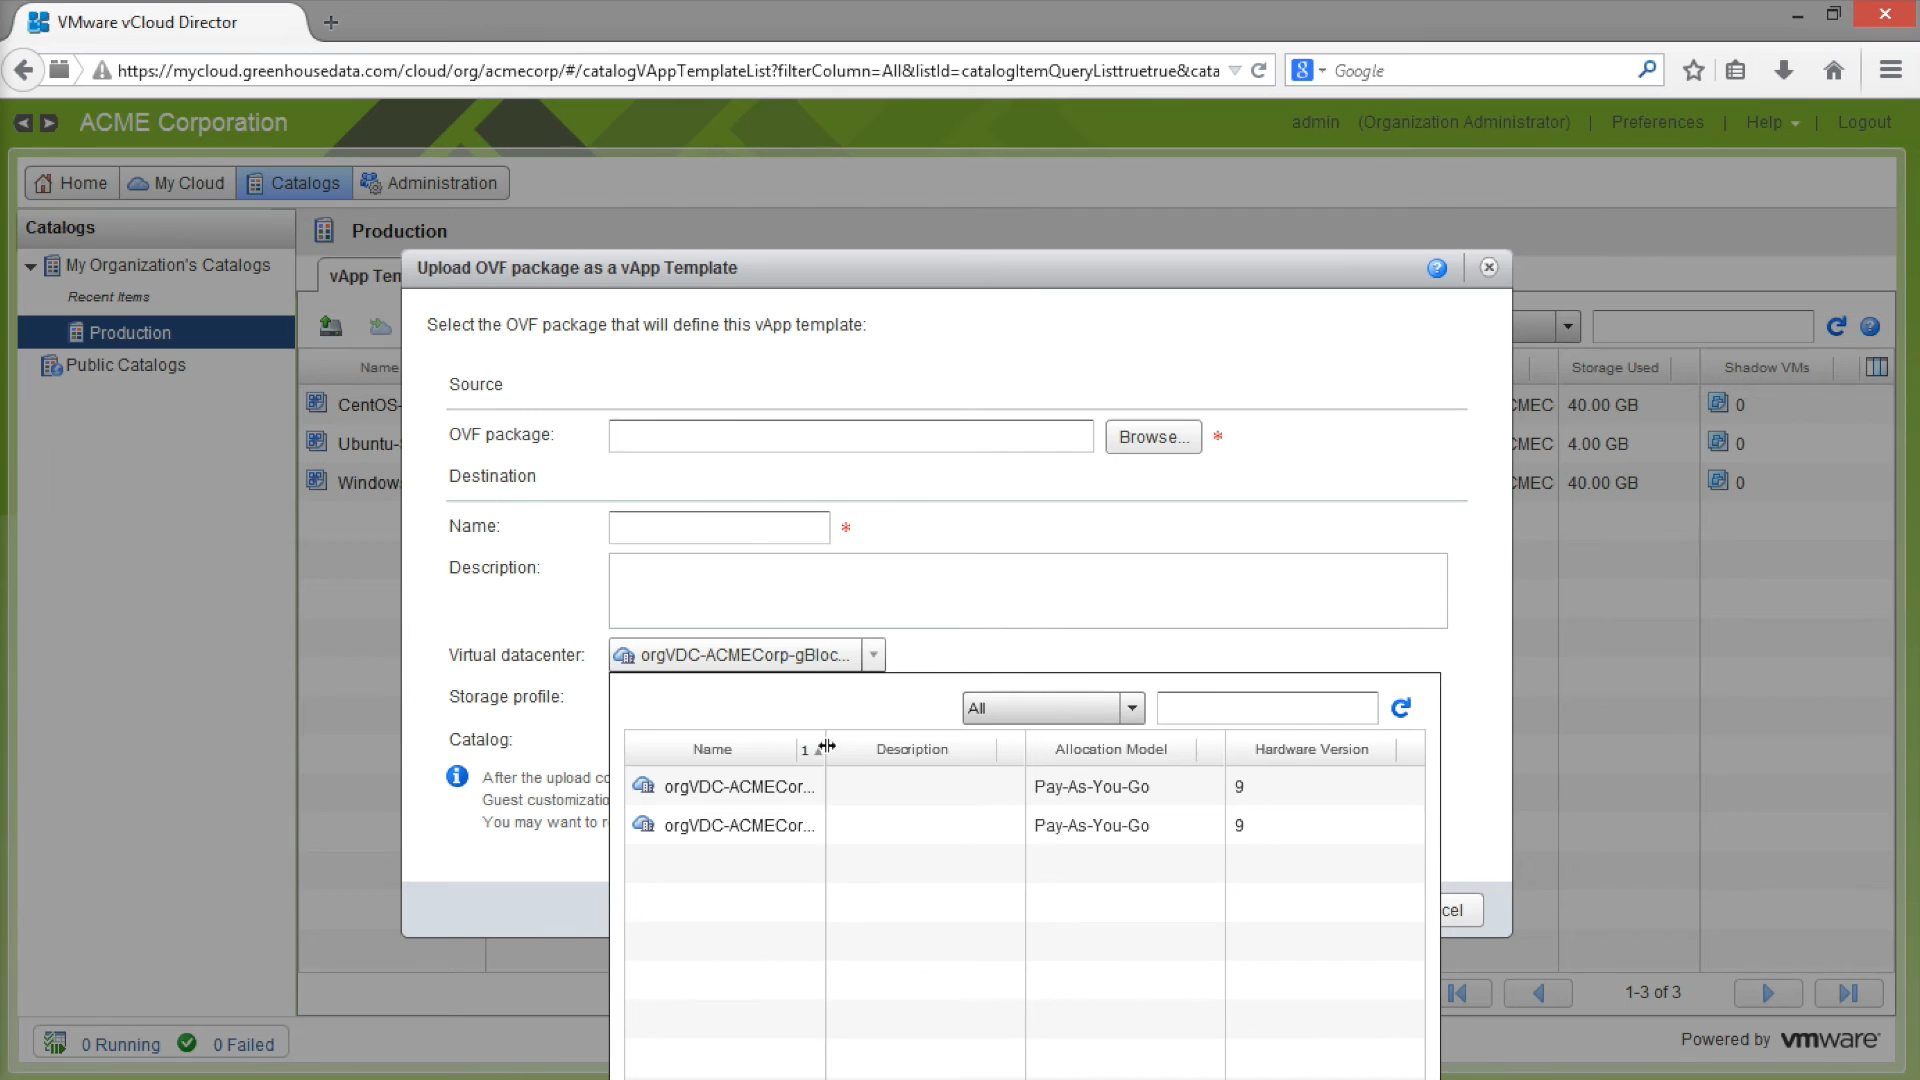 VMware vCloud Director
https://mycloud.greenhousedata.com/cloud/org/acmecorp/#/catalogVAppTemplateList?filterColumn=All&listId=catalogItemQueryListtruetrue&cata
Google
ACME Corporation
admin (Organization Administrator) | Preferences | Help | Logout
Home
My Cloud
Catalogs
Administration
Catalogs
My Organization's Catalogs
Recent Items
Production
Public Catalogs
Production
vApp Tem
Name
Storage Used
Shadow VMs
CentOS-
CMEC
40.00 GB
0
Ubuntu-
CMEC
4.00 GB
0
Window
CMEC
40.00 GB
0
Upload OVF package as a vApp Template
Select the OVF package that will define this vApp template:
Source
OVF package:
Browse... *
Destination
Name:
*
Description:
Virtual datacenter:
orgVDC-ACMECorp-gBloc...
Storage profile:
Catalog:
After the upload co
Guest customizatio
You may want to r
All
Name
1
Description
Allocation Model
Hardware Version
orgVDC-ACMECor...
Pay-As-You-Go
9
orgVDC-ACMECor...
Pay-As-You-Go
9
cel
1-3 of 3
0 Running
0 Failed
Powered by vmware